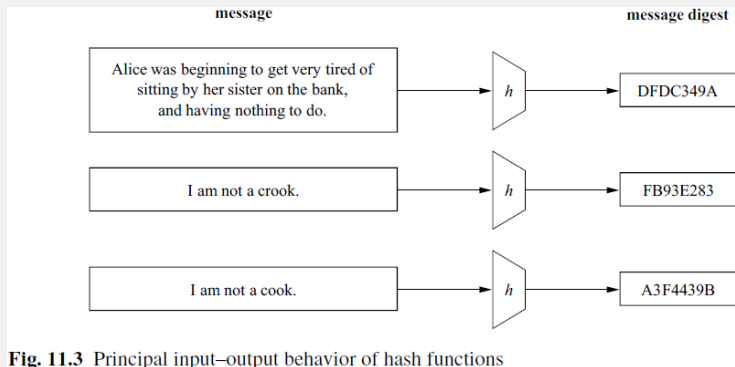 message
message digest
Alice was beginning to get very tired of
sitting by her sister on the bank,
and having nothing to do.
h
DFDC349A
I am not a crook.
h
FB93E283
I am not a cook.
h
A3F4439B
Fig. 11.3 Principal input–output behavior of hash functions